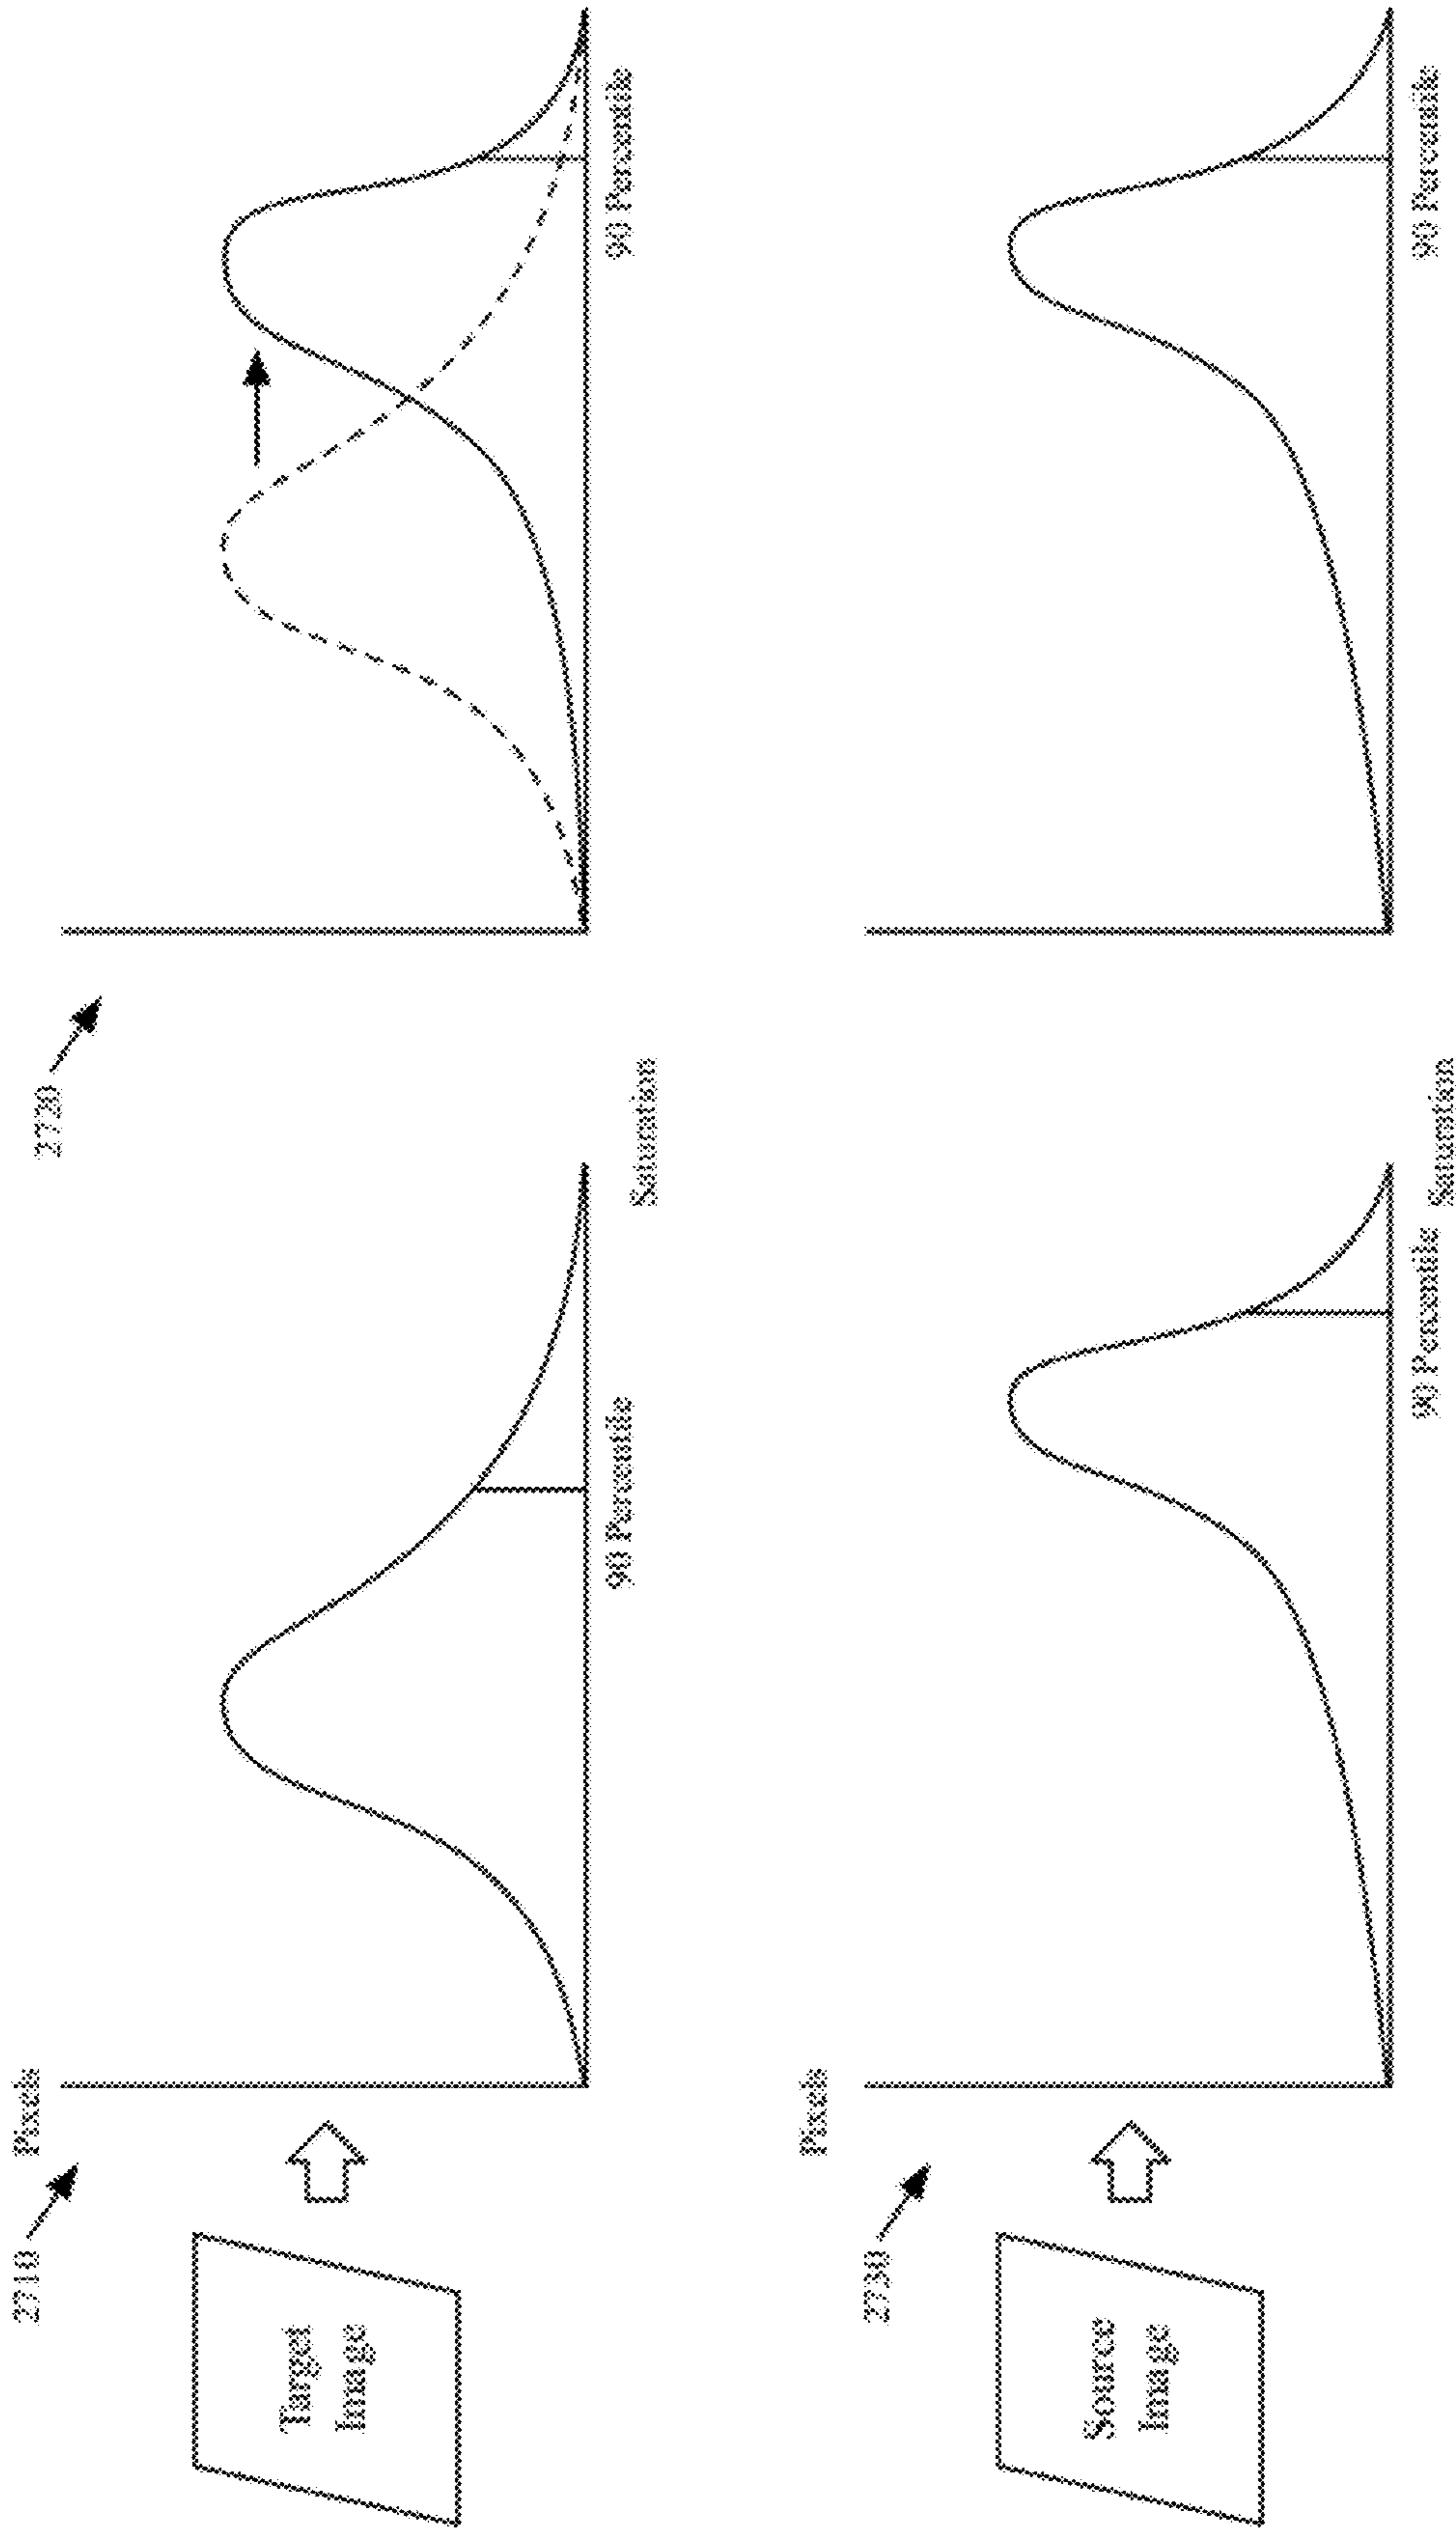 2710
Pixels
Target
Image
90 Percentile
Saturation
2720
90 Percentile
2730
Pixels
Source
Image
90 Percentile
Saturation
90 Percentile